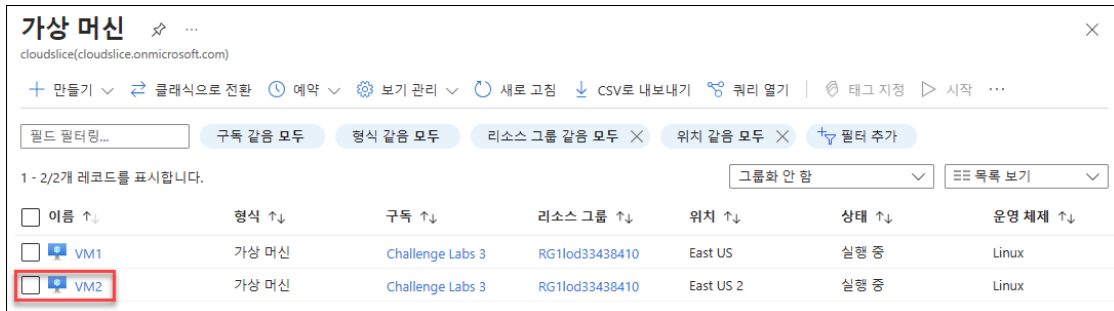 가상 머신 ...
cloudslice(cloudslice.onmicrosoft.com)
만들기 클래식으로 전환 예약 보기 관리 새로 고침 CSV로 내보내기 쿼리 열기 태그 지정 시작 ...
필드 필터링... 구독 같음 모두 형식 같음 모두 리소스 그룹 같음 모두 위치 같음 모두 필터 추가
1 - 2/2개 레코드를 표시합니다. 그룹화 안 함 목록 보기
이름 ↑↓ 형식 ↑↓ 구독 ↑↓ 리소스 그룹 ↑↓ 위치 ↑↓ 상태 ↑↓ 운영 체제 ↑↓
VM1 가상 머신 Challenge Labs 3 RG1lod33438410 East US 실행 중 Linux
VM2 가상 머신 Challenge Labs 3 RG1lod33438410 East US 2 실행 중 Linux